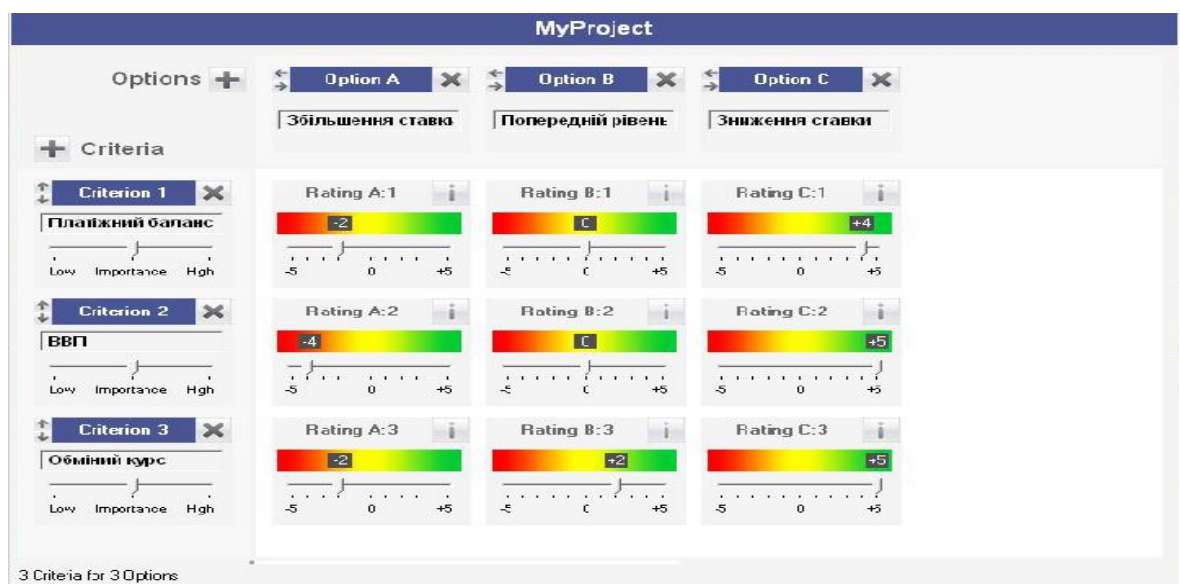 MyProject
Options
Option A Option B Option C
Збільшення ставки Попередній рівень Зниження ставки
Criteria
Criterion 1 Rating A:1 i Rating B:1 i Rating C:1 i
Платіжний баланс -2 0 +4
Low Importance High -5 0 +5 -5 0 +5 -5 0 +5
Criterion 2 Rating A:2 i Rating B:2 i Rating C:2 i
ВВП -4 0 +5
Low Importance High -5 0 +5 -5 0 +5 -5 0 +5
Criterion 3 Rating A:3 i Rating B:3 i Rating C:3 i
Обміний курс -2 +2 +5
Low Importance High -5 0 +5 -5 0 +5 -5 0 +5
3 Criteria for 3 Options